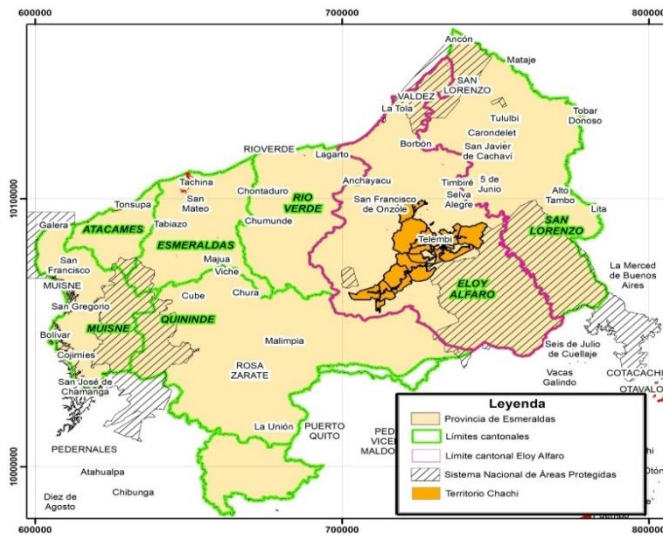 600000 700000 800000
Ancón
Mataje
SAN
LORENZO
VALDEZ
La Tola
Tobar
Donoso
Tululbí
Carondelet
Borbón
San Javier
de Cachaví
RIOVERDE
Lagarto
Tachina
Anchayacu
Timbiré
5 de
Junio
Selva
Alegre
Alto
Tambo
Lita
10100000
Tonsupa
San
Mateo
Chontaduro
RIO
VERDE
San Francisco
de Onzole
Galera
ATACAMES
Tabiazo
Chumunde
SAN
LORENZO
ESMERALDAS
Telembí
San
Francisco
Majua
Viche
La Merced
de Buenos
Aires
MUISNE
Cube
Chura
ELOY
ALFARO
San Gregorio
QUININDE
Bolívar
MUISNE
Malimpia
Cojimíes
Seis de Julio
de Cuellaje
San José de
Chamanga
ROSA
ZARATE
Vacas
Galindo
COTACACHI
OTAVALO
La Unión
PUERTO
QUITO
PEDERNALES
Atahualpa
Chibunga
Diez de
Agosto
10000000
Leyenda
Provincia de Esmeraldas
Límites cantonales
Límite cantonal Eloy Alfaro
Sistema Nacional de Áreas Protegidas
Territorio Chachi
600000 700000 800000